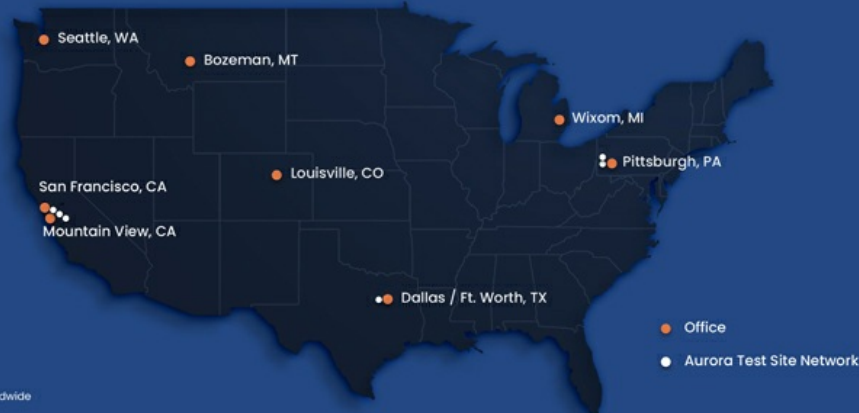 Seattle, WA
Bozeman, MT
Wixom, MI
Pittsburgh, PA
Louisville, CO
San Francisco, CA
Mountain View, CA
Dallas / Ft. Worth, TX
Office
Aurora Test Site Network